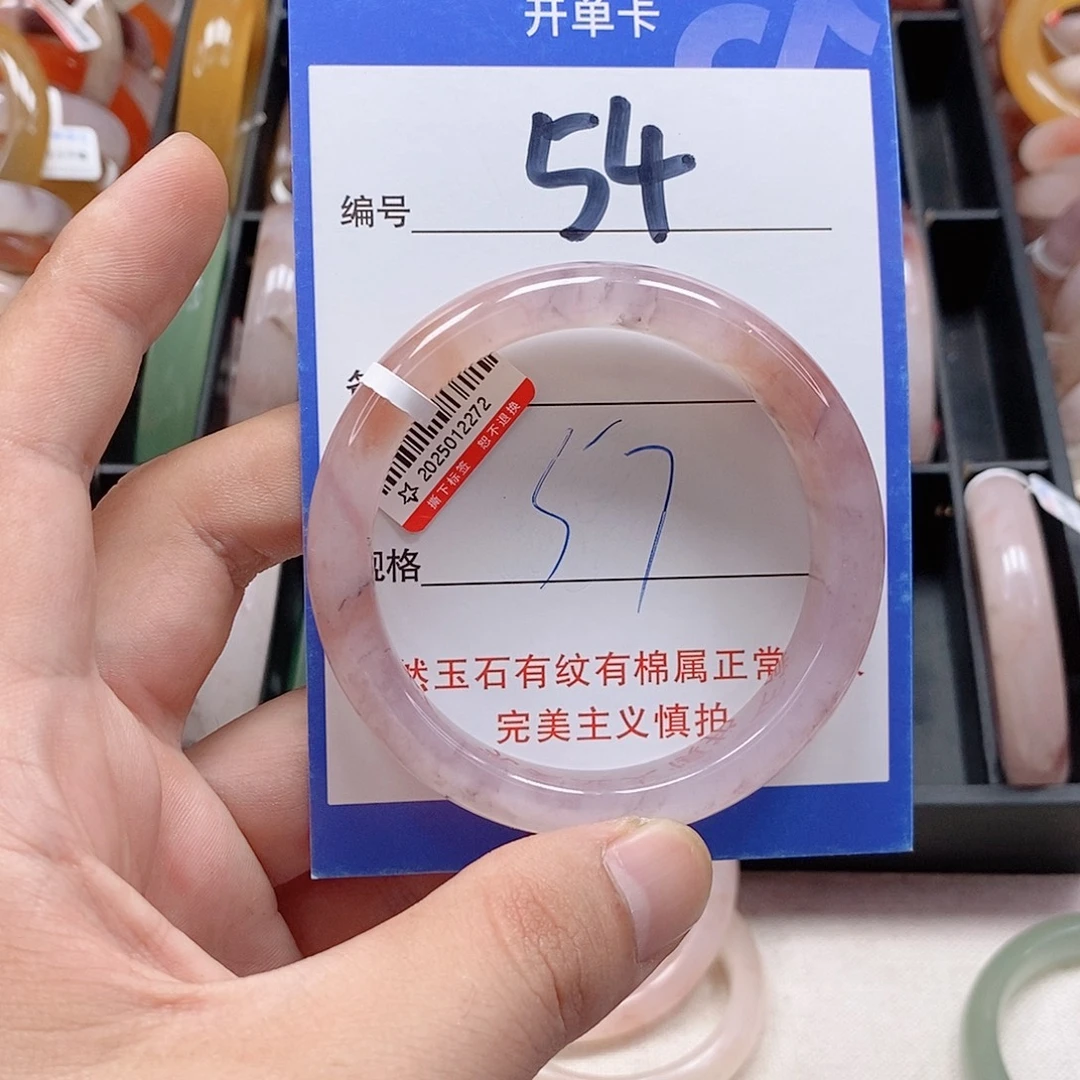 开单卡
编号 54
2025012272
撕下标签 恕不退换
规格 57
然玉石有纹有棉属正常
完美主义慎拍